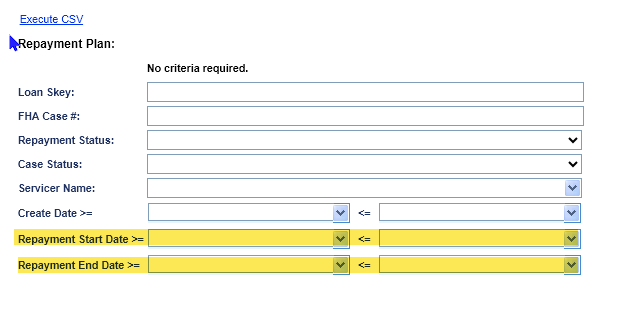 Execute CSV
Repayment Plan:
No criteria required.
Loan Skey:
FHA Case #:
Repayment Status:
Case Status:
Servicer Name:
Create Date >= <=
Repayment Start Date >= <=
Repayment End Date >= <=